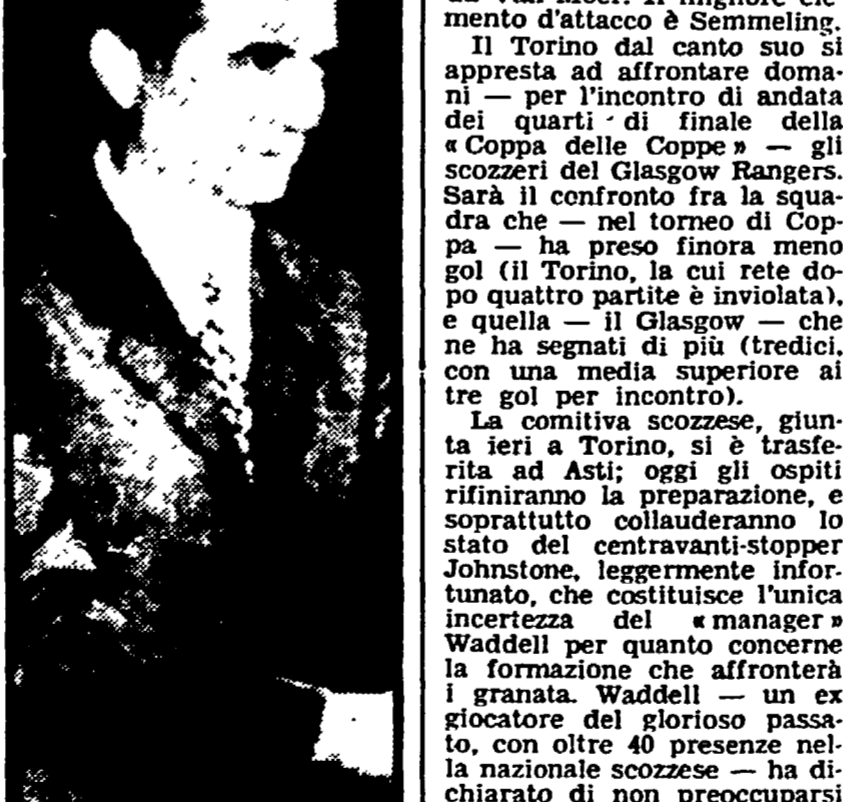 mento d'attacco è Semmeling.
Il Torino dal canto suo si
appresta ad affrontare doma-
ni — per l'incontro di andata
dei quarti di finale della
« Coppa delle Coppe » — gli
scozzeri del Glasgow Rangers.
Sarà il confronto fra la squa-
dra che — nel torneo di Cop-
pa — ha preso finora meno
gol (il Torino, la cui rete do-
po quattro partite è inviolata),
e quella — il Glasgow — che
ne ha segnati di più (tredici,
con una media superiore ai
tre gol per incontro).
La comitiva scozzese, giun-
ta ieri a Torino, si è trasfe-
rita ad Asti; oggi gli ospiti
rifiniranno la preparazione, e
soprattutto collauderanno lo
stato del centravanti-stopper
Johnstone, leggermente infor-
tunato, che costituisce l'unica
incertezza del « manager »
Waddell per quanto concerne
la formazione che affronterà
i granata. Waddell — un ex
giocatore del glorioso passa-
to, con oltre 40 presenze nel-
la nazionale scozzese — ha di-
chiarato di non preoccuparsi